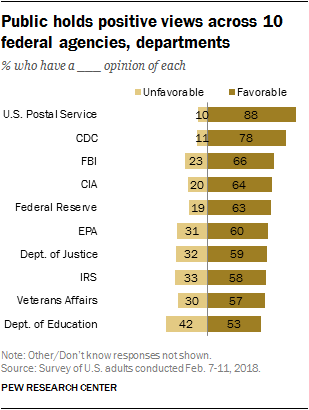 Public holds positive views across 10
federal agencies, departments
% who have a ____ opinion of each
Unfavorable Favorable
U.S. Postal Service 10 88
CDC 11 78
FBI 23 66
CIA 20 64
Federal Reserve 19 63
EPA 31 60
Dept. of Justice 32 59
IRS 33 58
Veterans Affairs 30 57
Dept. of Education 42 53
Note: Other/Don't know responses not shown.
Source: Survey of U.S. adults conducted Feb. 7-11, 2018.
PEW RESEARCH CENTER